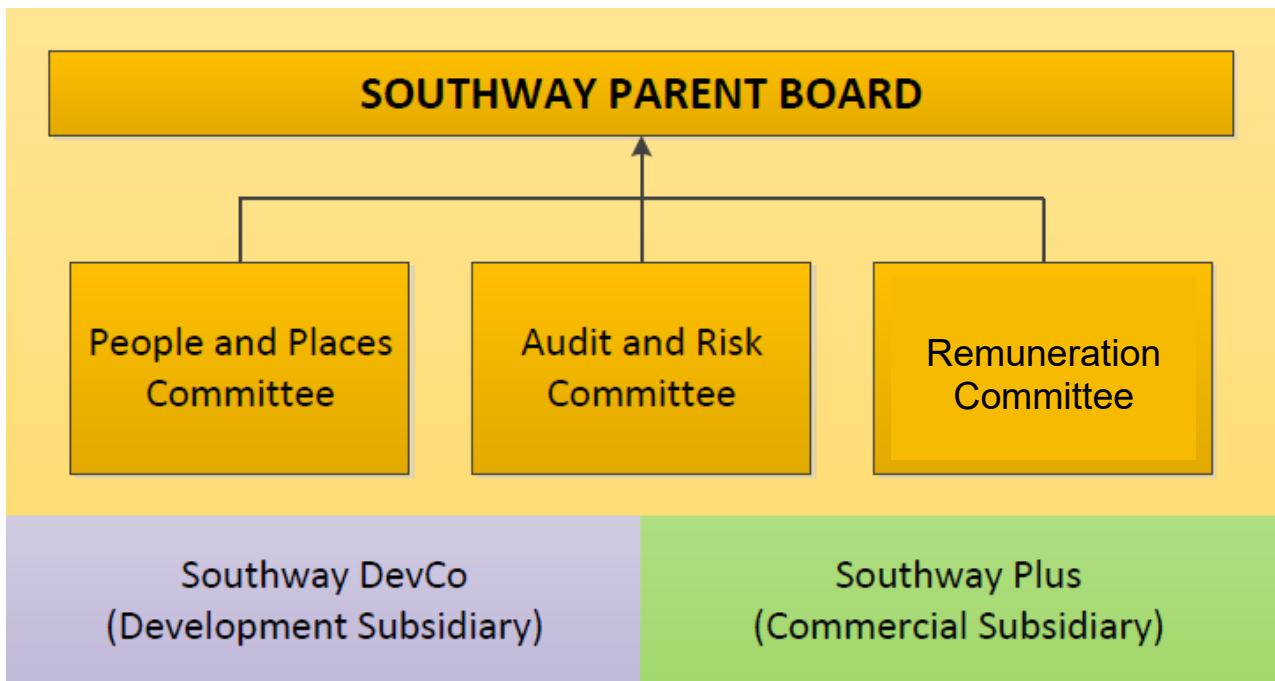 SOUTHWAY PARENT BOARD
People and Places
Committee
Audit and Risk
Committee
Remuneration
Committee
Southway DevCo
(Development Subsidiary)
Southway Plus
(Commercial Subsidiary)